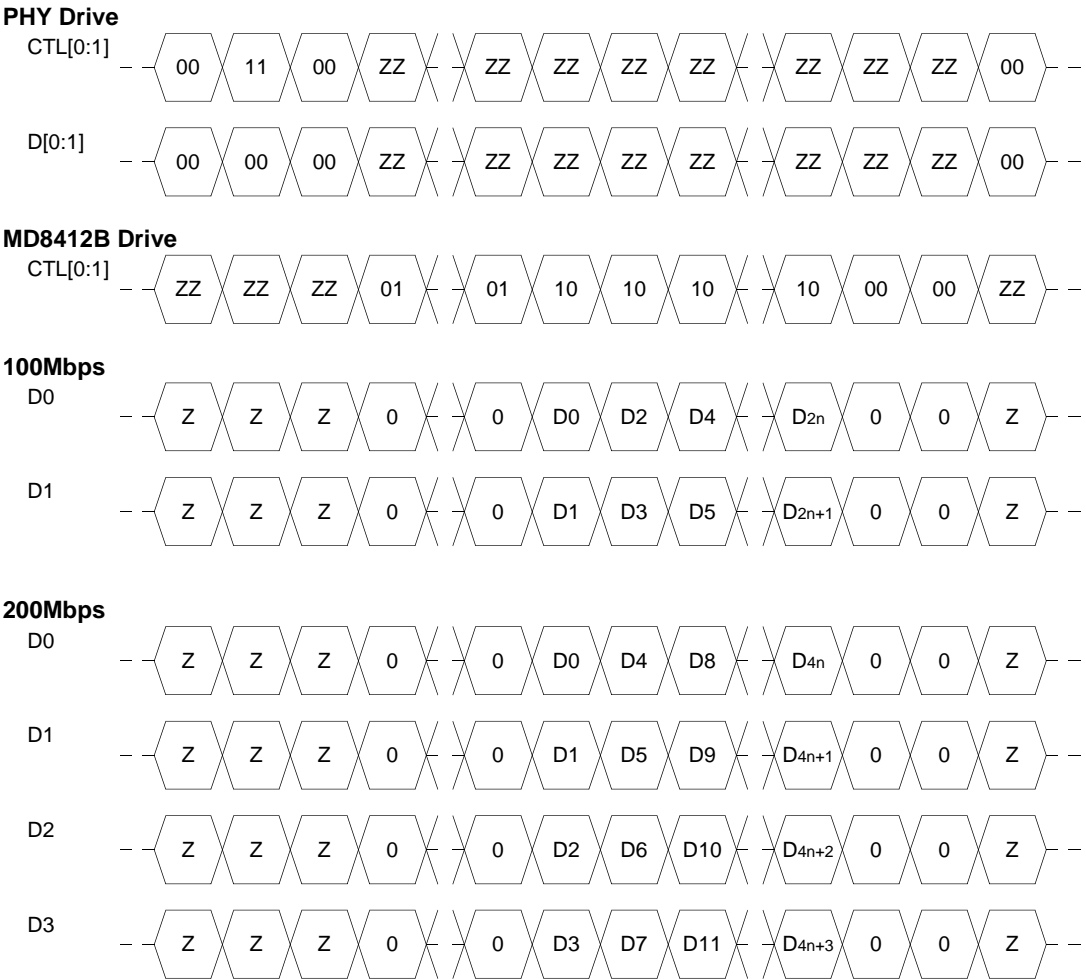 PHY Drive
CTL[0:1]
00 11 00 ZZ ZZ ZZ ZZ ZZ ZZ ZZ ZZ 00
D[0:1]
00 00 00 ZZ ZZ ZZ ZZ ZZ ZZ ZZ ZZ 00
MD8412B Drive
CTL[0:1]
ZZ ZZ ZZ 01 01 10 10 10 10 00 00 ZZ
100Mbps
D0
Z Z Z 0 0 D0 D2 D4 D2n 0 0 Z
D1
Z Z Z 0 0 D1 D3 D5 D2n+1 0 0 Z
200Mbps
D0
Z Z Z 0 0 D0 D4 D8 D4n 0 0 Z
D1
Z Z Z 0 0 D1 D5 D9 D4n+1 0 0 Z
D2
Z Z Z 0 0 D2 D6 D10 D4n+2 0 0 Z
D3
Z Z Z 0 0 D3 D7 D11 D4n+3 0 0 Z